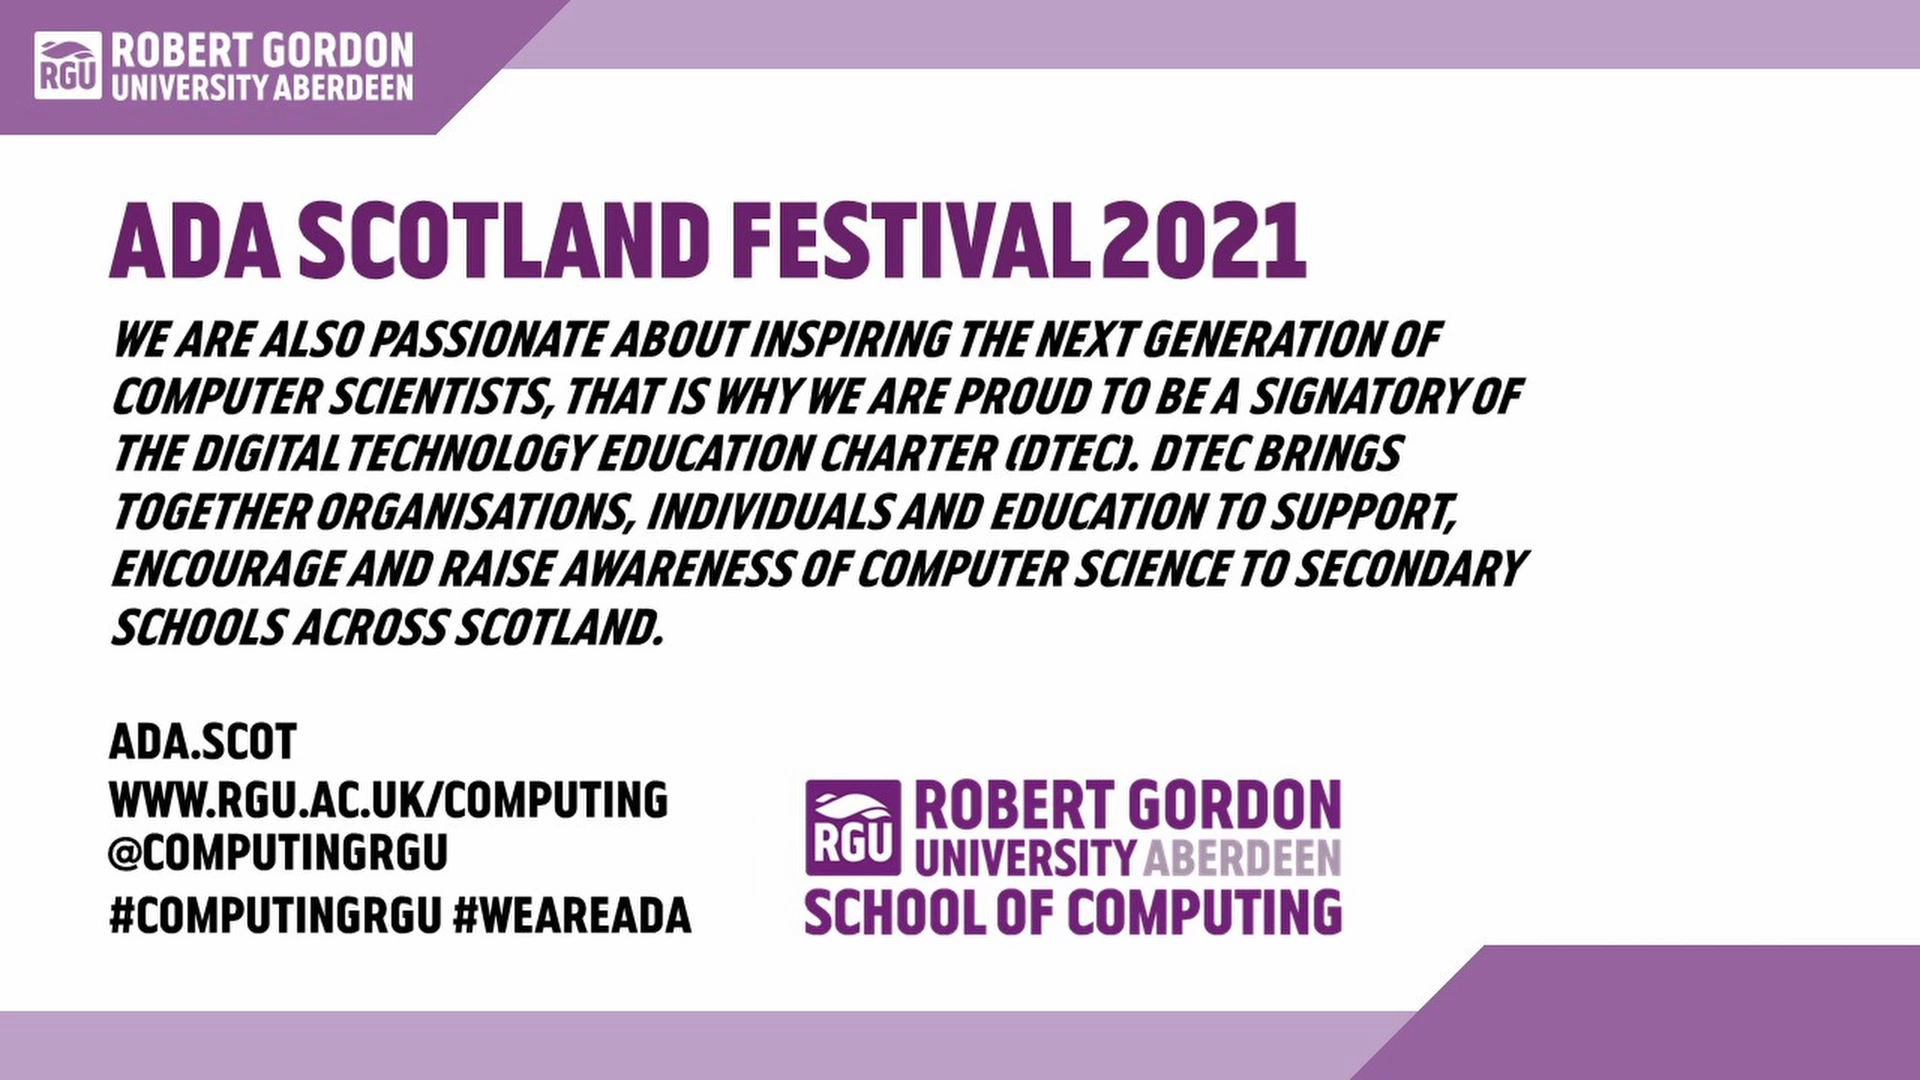 RGU ROBERT GORDON
UNIVERSITY ABERDEEN
ADA SCOTLAND FESTIVAL 2021
WE ARE ALSO PASSIONATE ABOUT INSPIRING THE NEXT GENERATION OF
COMPUTER SCIENTISTS, THAT IS WHY WE ARE PROUD TO BE A SIGNATORY OF
THE DIGITAL TECHNOLOGY EDUCATION CHARTER (DTEC). DTEC BRINGS
TOGETHER ORGANISATIONS, INDIVIDUALS AND EDUCATION TO SUPPORT,
ENCOURAGE AND RAISE AWARENESS OF COMPUTER SCIENCE TO SECONDARY
SCHOOLS ACROSS SCOTLAND.
ADA.SCOT
WWW.RGU.AC.UK/COMPUTING
@COMPUTINGRGU
#COMPUTINGRGU #WEAREADA
RGU ROBERT GORDON
UNIVERSITY ABERDEEN
SCHOOL OF COMPUTING